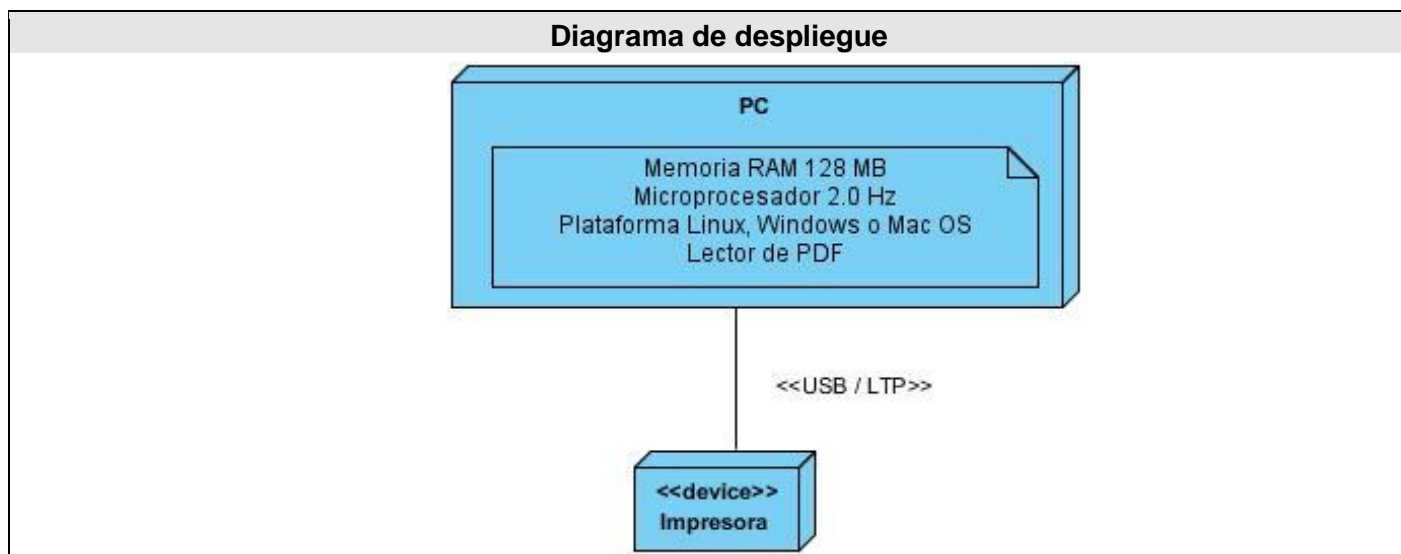 Diagrama de despliegue
PC
Memoria RAM 128 MB
Microprocesador 2.0 Hz
Plataforma Linux, Windows o Mac OS
Lector de PDF
<<USB / LTP>>
<<device>>
Impresora